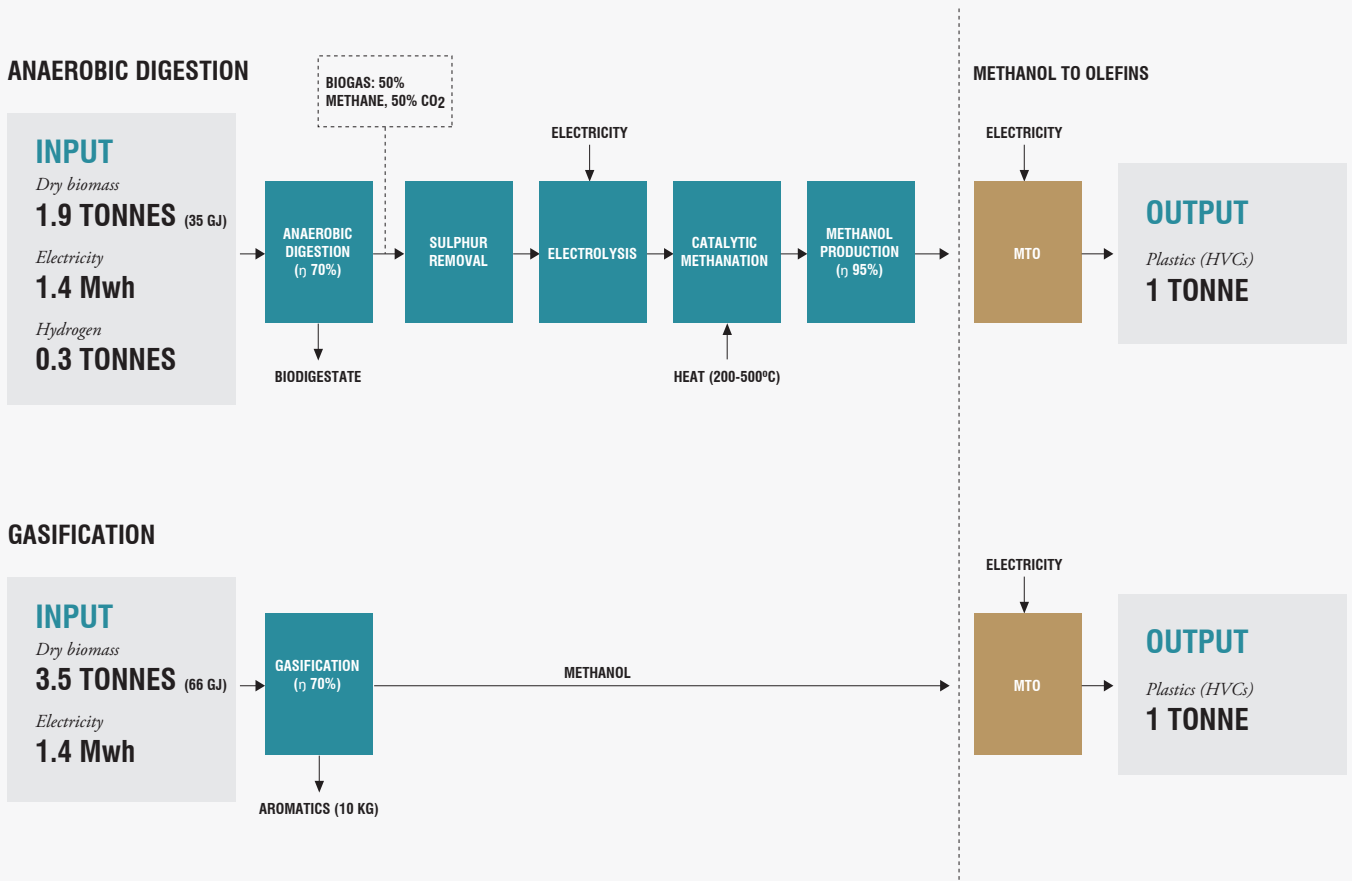 ANAEROBIC DIGESTION
INPUT
Dry biomass
1.9 TONNES (35 GJ)
Electricity
1.4 Mwh
Hydrogen
0.3 TONNES
BIOGAS: 50%
METHANE, 50% CO2
ANAEROBIC
DIGESTION
(η 70%)
BIODIGESTATE
SULPHUR
REMOVAL
ELECTRICITY
ELECTROLYSIS
CATALYTIC
METHANATION
HEAT (200-500ºC)
METHANOL
PRODUCTION
(η 95%)
METHANOL TO OLEFINS
ELECTRICITY
MTO
OUTPUT
Plastics (HVCs)
1 TONNE
GASIFICATION
INPUT
Dry biomass
3.5 TONNES (66 GJ)
Electricity
1.4 Mwh
GASIFICATION
(η 70%)
AROMATICS (10 KG)
METHANOL
ELECTRICITY
MTO
OUTPUT
Plastics (HVCs)
1 TONNE